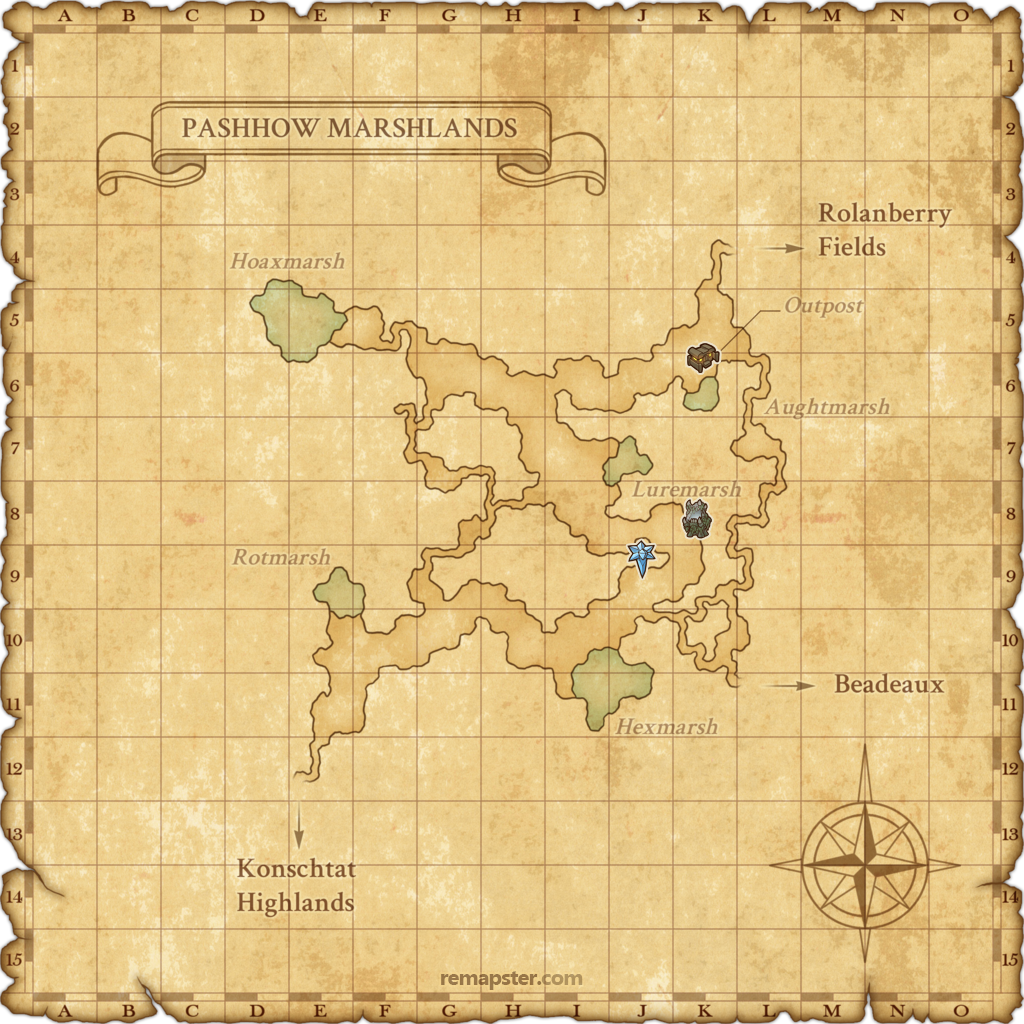 A B C D E F G H I J K L M N O
1 1
2 2
PASHHOW MARSHLANDS
3 3
Rolanberry
Fields
4 4
Hoaxmarsh
Outpost
5 5
6 6
Aughtmarsh
7 7
Luremarsh
8 8
Rotmarsh
9 9
10 10
Beadeaux
11 11
Hexmarsh
12 12
13 13
Konschtat
Highlands
14 14
15 15
remapster.com
A B C D E F G H I J K L M N O